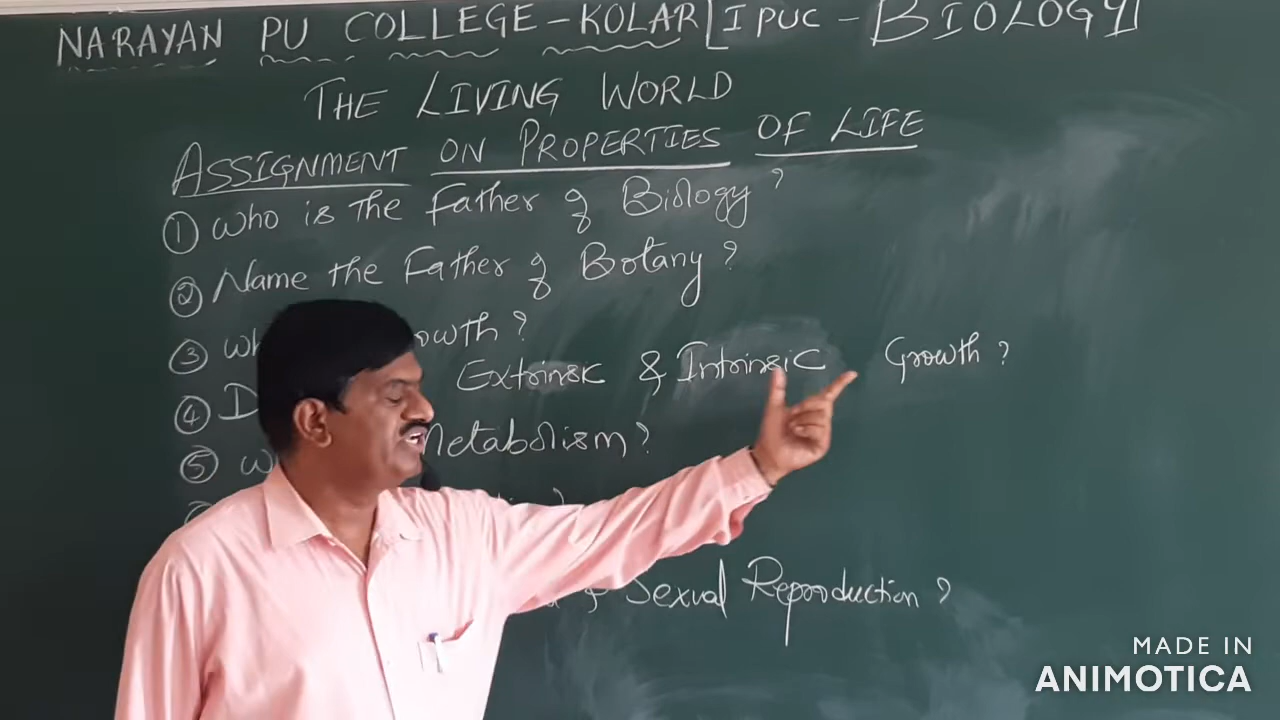 NARAYAN PU COLLEGE - KOLAR [I PUC - BIOLOGY]
THE LIVING WORLD
ASSIGNMENT ON PROPERTIES OF LIFE
① Who is the Father of Biology?
② Name the Father of Botany?
③ Wh owth?
④ D Extrinsic & Intrinsic Growth?
⑤ W Metabolism?
& Sexual Reproduction?
MADE IN
ANIMOTICA